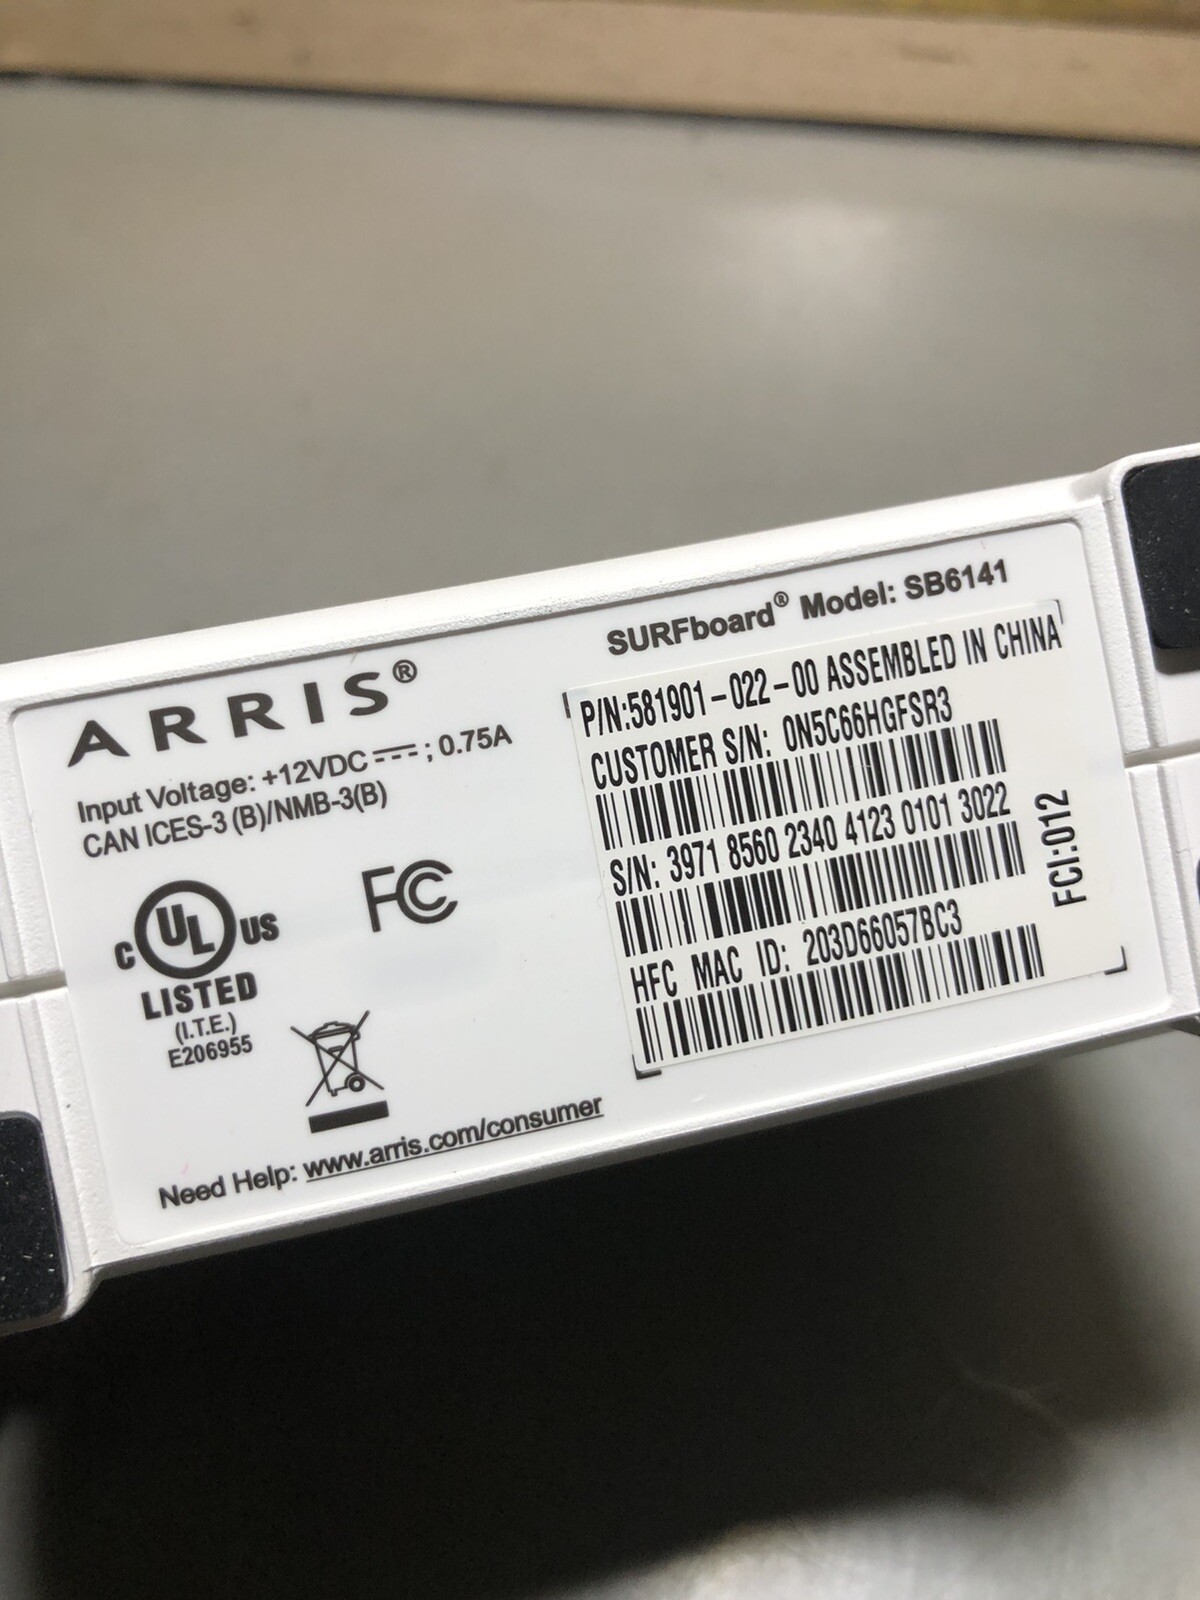 ARRIS®
Input Voltage: +12VDC ⎓; 0.75A
CAN ICES-3 (B)/NMB-3(B)
C UL US
LISTED
(I.T.E.)
E206955
FC
Need Help: www.arris.com/consumer
SURFboard® Model: SB6141
P/N:581901-022-00 ASSEMBLED IN CHINA
CUSTOMER S/N: 0N5C66HGFSR3
S/N: 3971 8560 2340 4123 0101 3022
HFC MAC ID: 203D66057BC3
FCI:012